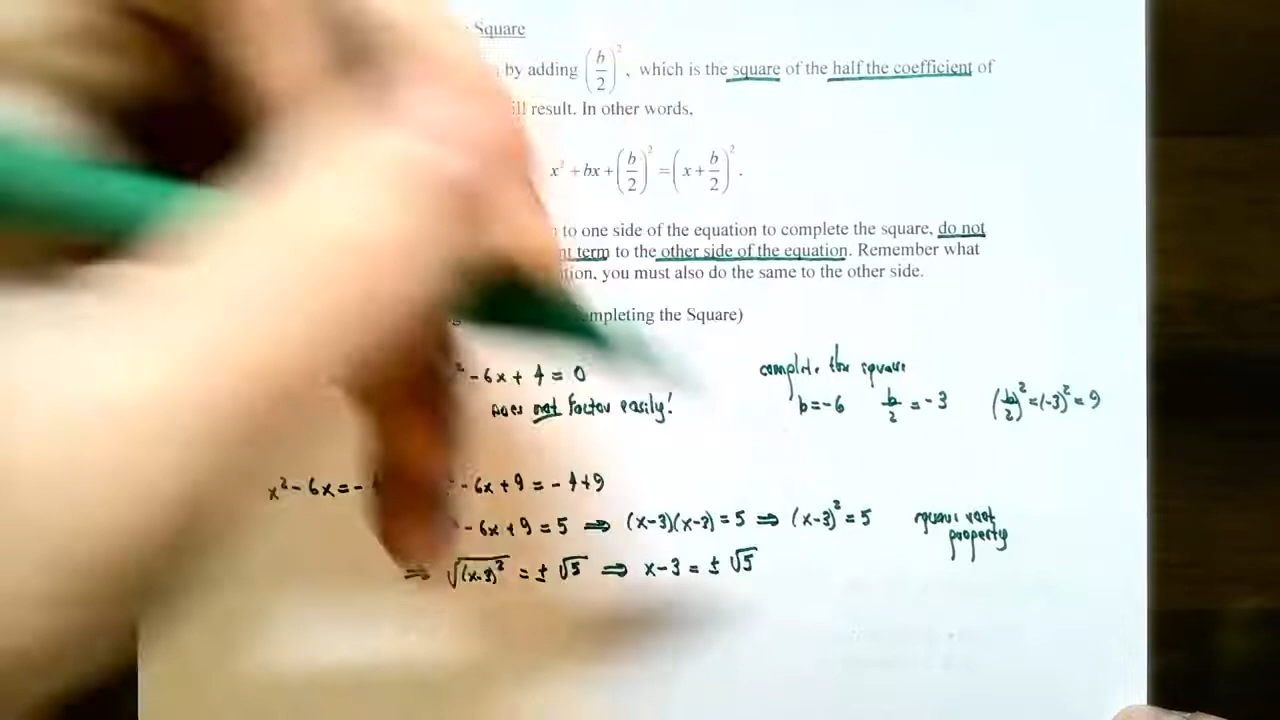 Square
by adding (b/2)², which is the square of the half the coefficient of
ill result. In other words,
x² + bx + (b/2)² = (x + b/2)².
to one side of the equation to complete the square, do not
term to the other side of the equation. Remember what
tion, you must also do the same to the other side.
mpleting the Square)
complete the square
² - 6x + 4 = 0
Does not factor easily!
b = -6 b/2 = -3 (b/2)² = (-3)² = 9
x² - 6x = - - 6x + 9 = -4 + 9
- 6x + 9 = 5 ⇒ (x-3)(x-3) = 5 ⇒ (x-3)² = 5 square root
property
⇒ √(x-3)² = ± √5 ⇒ x-3 = ± √5